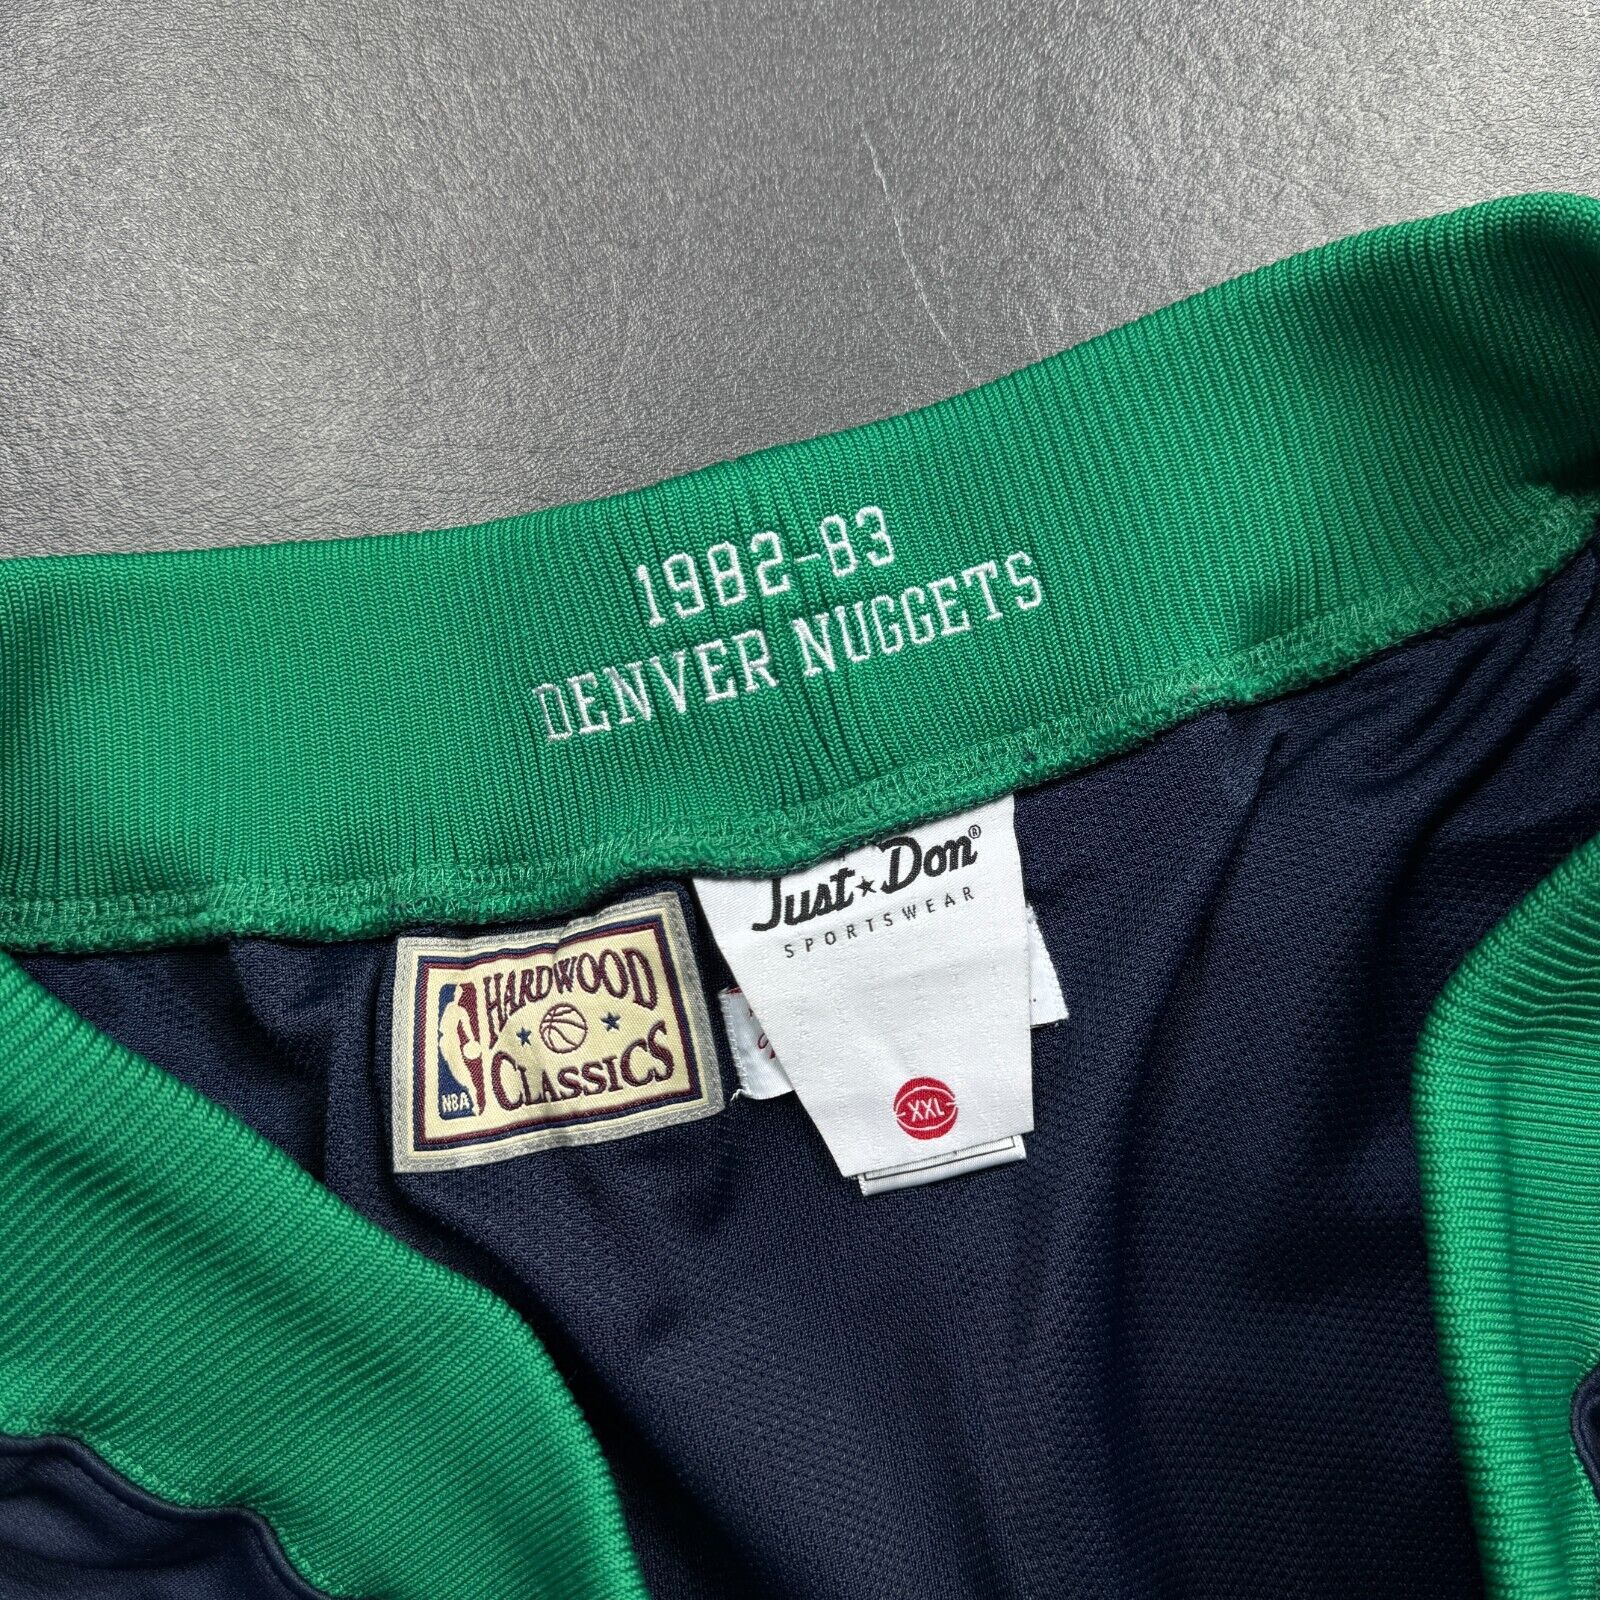 1982-83
DENVER NUGGETS
Just★Don®
SPORTSWEAR
HARDWOOD
CLASSICS
NBA
XXL